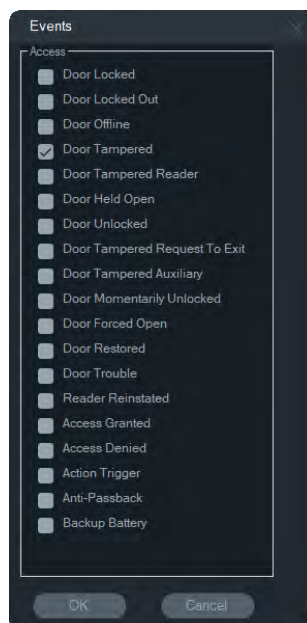 Events
Access
Door Locked
Door Locked Out
Door Offline
Door Tampered
Door Tampered Reader
Door Held Open
Door Unlocked
Door Tampered Request To Exit
Door Tampered Auxiliary
Door Momentarily Unlocked
Door Forced Open
Door Restored
Door Trouble
Reader Reinstated
Access Granted
Access Denied
Action Trigger
Anti-Passback
Backup Battery
OK Cancel